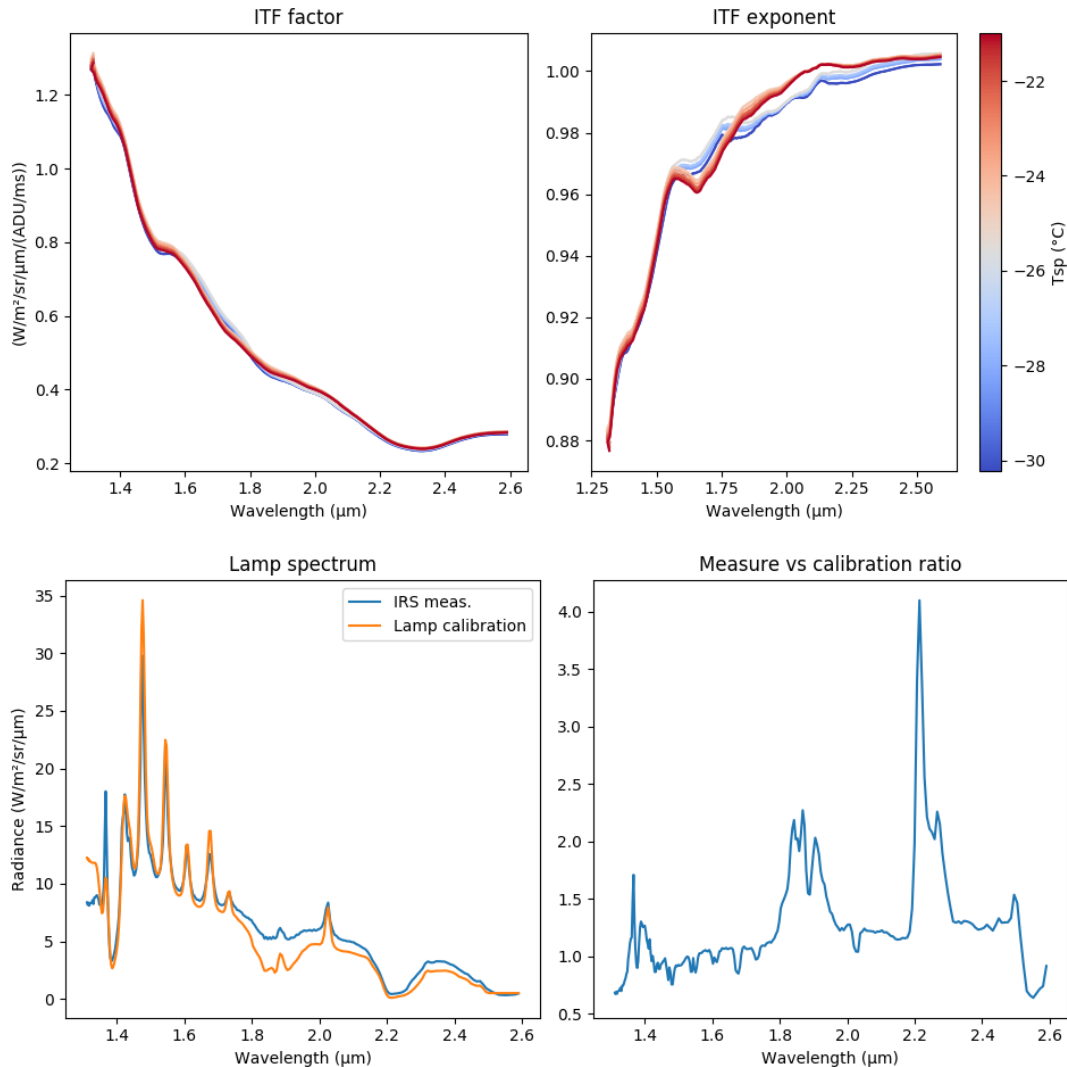 ITF factor
ITF exponent
(W/m²/sr/μm/(ADU/ms))
1.2
1.0
0.8
0.6
0.4
0.2
1.4 1.6 1.8 2.0 2.2 2.4 2.6
Wavelength (μm)
1.00
0.98
0.96
0.94
0.92
0.90
0.88
1.25 1.50 1.75 2.00 2.25 2.50
Wavelength (μm)
−22
−24
−26
−28
−30
Tsp (°C)
Lamp spectrum
Measure vs calibration ratio
IRS meas.
Lamp calibration
Radiance (W/m²/sr/μm)
35
30
25
20
15
10
5
0
1.4 1.6 1.8 2.0 2.2 2.4 2.6
Wavelength (μm)
4.0
3.5
3.0
2.5
2.0
1.5
1.0
0.5
1.4 1.6 1.8 2.0 2.2 2.4 2.6
Wavelength (μm)